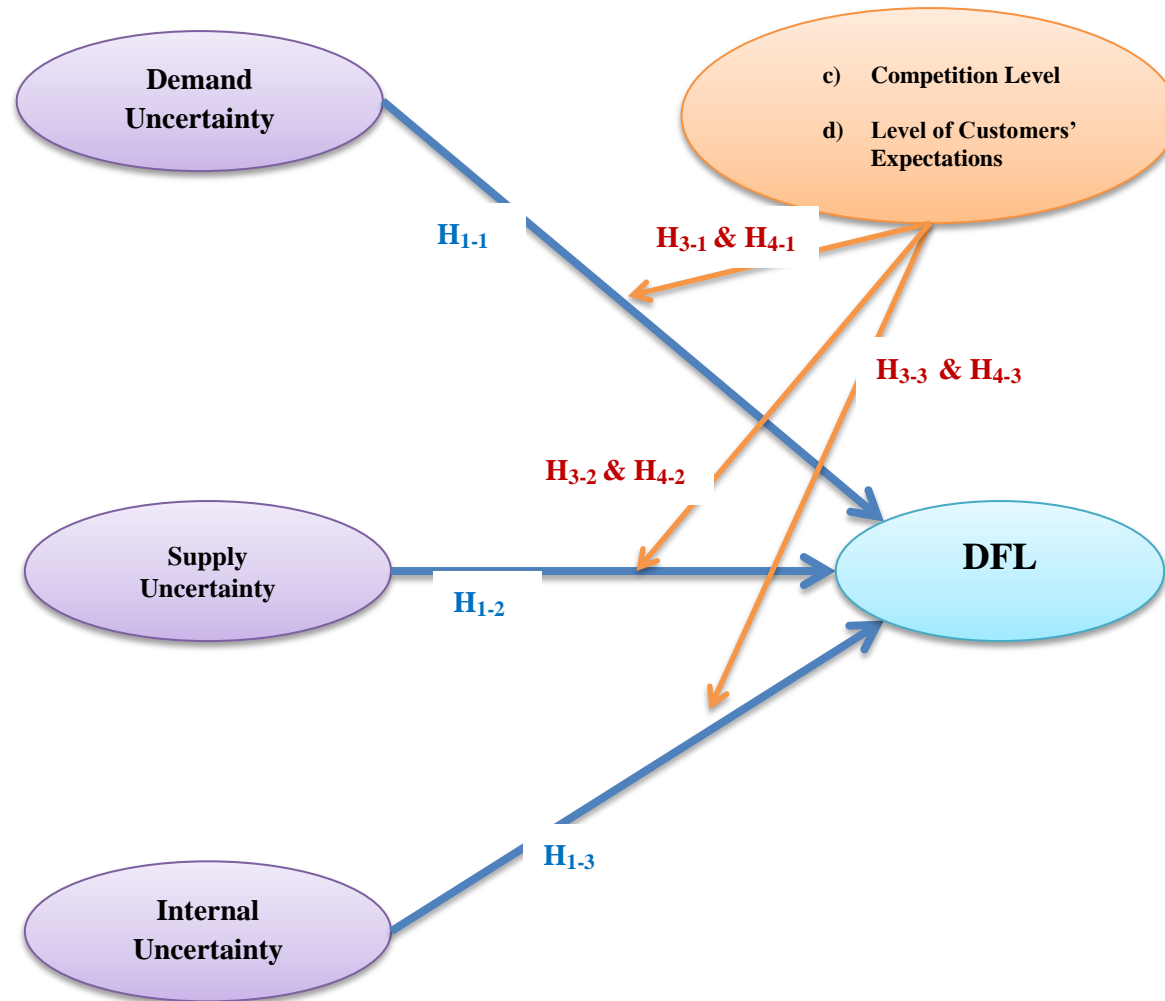 Demand
Uncertainty
c) Competition Level
d) Level of Customers’
Expectations
H1-1
H3-1 & H4-1
H3-3 & H4-3
H3-2 & H4-2
Supply
Uncertainty
DFL
H1-2
H1-3
Internal
Uncertainty